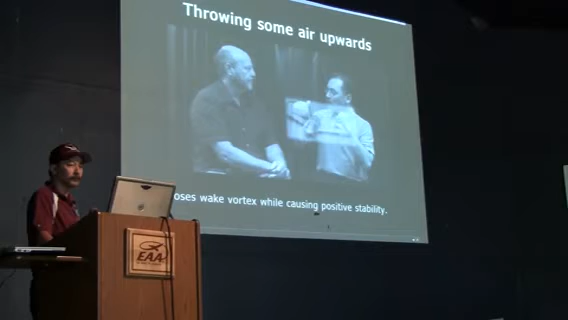 Throwing some air upwards
oses wake vortex while causing positive stability.
EAA